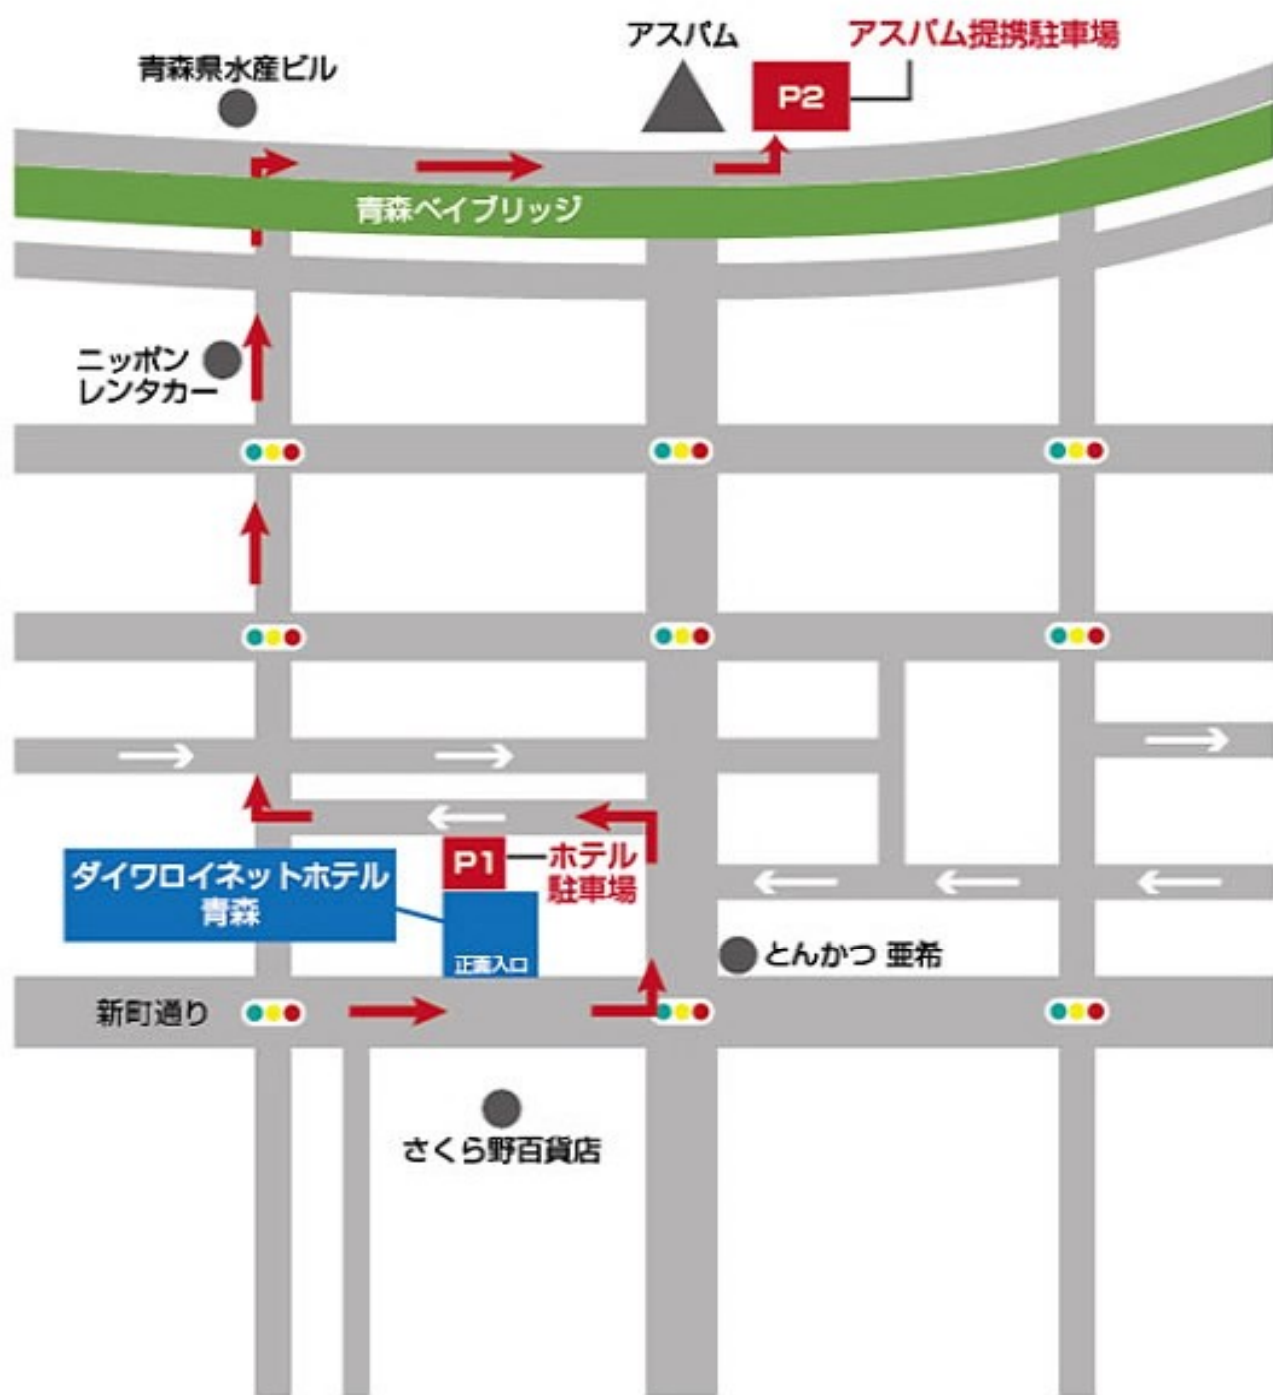 アスパム
アスパム提携駐車場
青森県水産ビル
P2
青森ベイブリッジ
ニッポン
レンタカー
P1
ホテル
駐車場
ダイワロイネットホテル
青森
正面入口
とんかつ 亜希
新町通り
さくら野百貨店